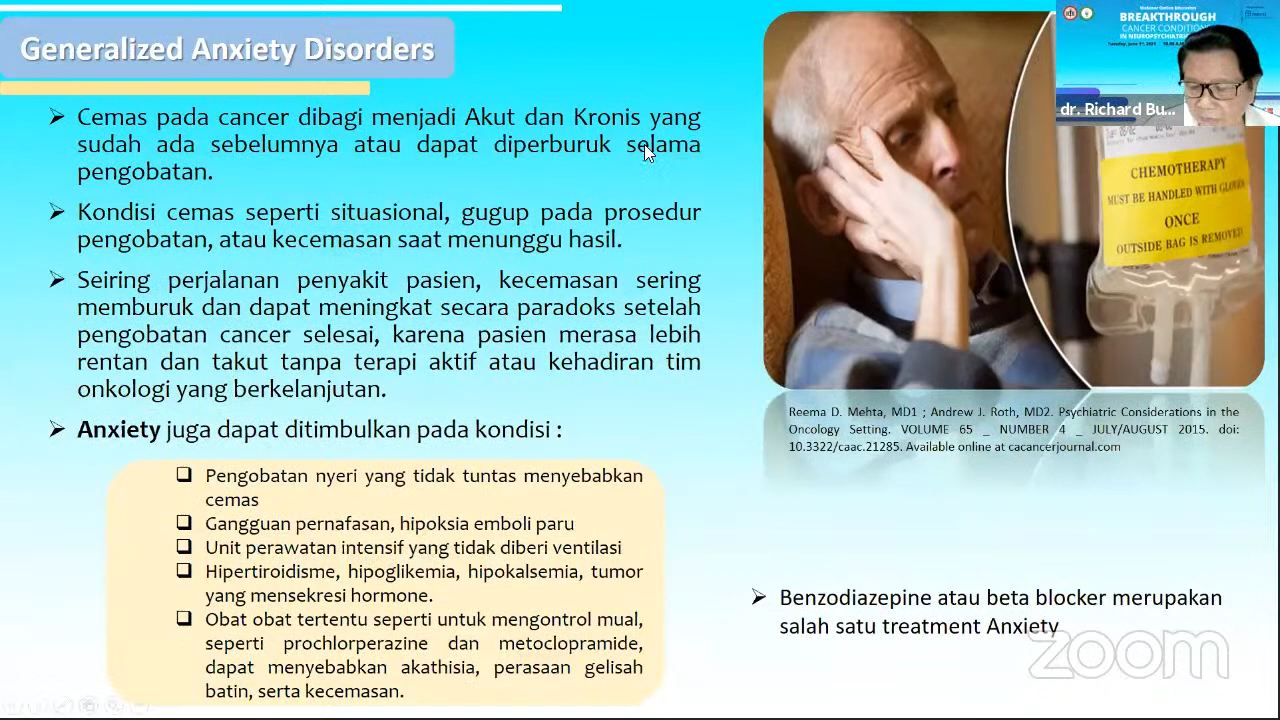 Generalized Anxiety Disorders
➢ Cemas pada cancer dibagi menjadi Akut dan Kronis yang
sudah ada sebelumnya atau dapat diperburuk selama
pengobatan.
➢ Kondisi cemas seperti situasional, gugup pada prosedur
pengobatan, atau kecemasan saat menunggu hasil.
➢ Seiring perjalanan penyakit pasien, kecemasan sering
memburuk dan dapat meningkat secara paradoks setelah
pengobatan cancer selesai, karena pasien merasa lebih
rentan dan takut tanpa terapi aktif atau kehadiran tim
onkologi yang berkelanjutan.
➢ Anxiety juga dapat ditimbulkan pada kondisi :
❑ Pengobatan nyeri yang tidak tuntas menyebabkan
cemas
❑ Gangguan pernafasan, hipoksia emboli paru
❑ Unit perawatan intensif yang tidak diberi ventilasi
❑ Hipertiroidisme, hipoglikemia, hipokalsemia, tumor
yang mensekresi hormone.
❑ Obat obat tertentu seperti untuk mengontrol mual,
seperti prochlorperazine dan metoclopramide,
dapat menyebabkan akathisia, perasaan gelisah
batin, serta kecemasan.
CHEMOTHERAPY
MUST BE HANDLED WITH GLOVES
ONCE
OUTSIDE BAG IS REMOVED
Reema D. Mehta, MD1 ; Andrew J. Roth, MD2. Psychiatric Considerations in the
Oncology Setting. VOLUME 65 _ NUMBER 4 _ JULY/AUGUST 2015. doi:
10.3322/caac.21285. Available online at cacancerjournal.com
➢ Benzodiazepine atau beta blocker merupakan
salah satu treatment Anxiety
zoom
Webinar Online Education
BREAKTHROUGH
CANCER CONDITION
IN NEUROPSYCHIATRI
dr. Richard Bu...